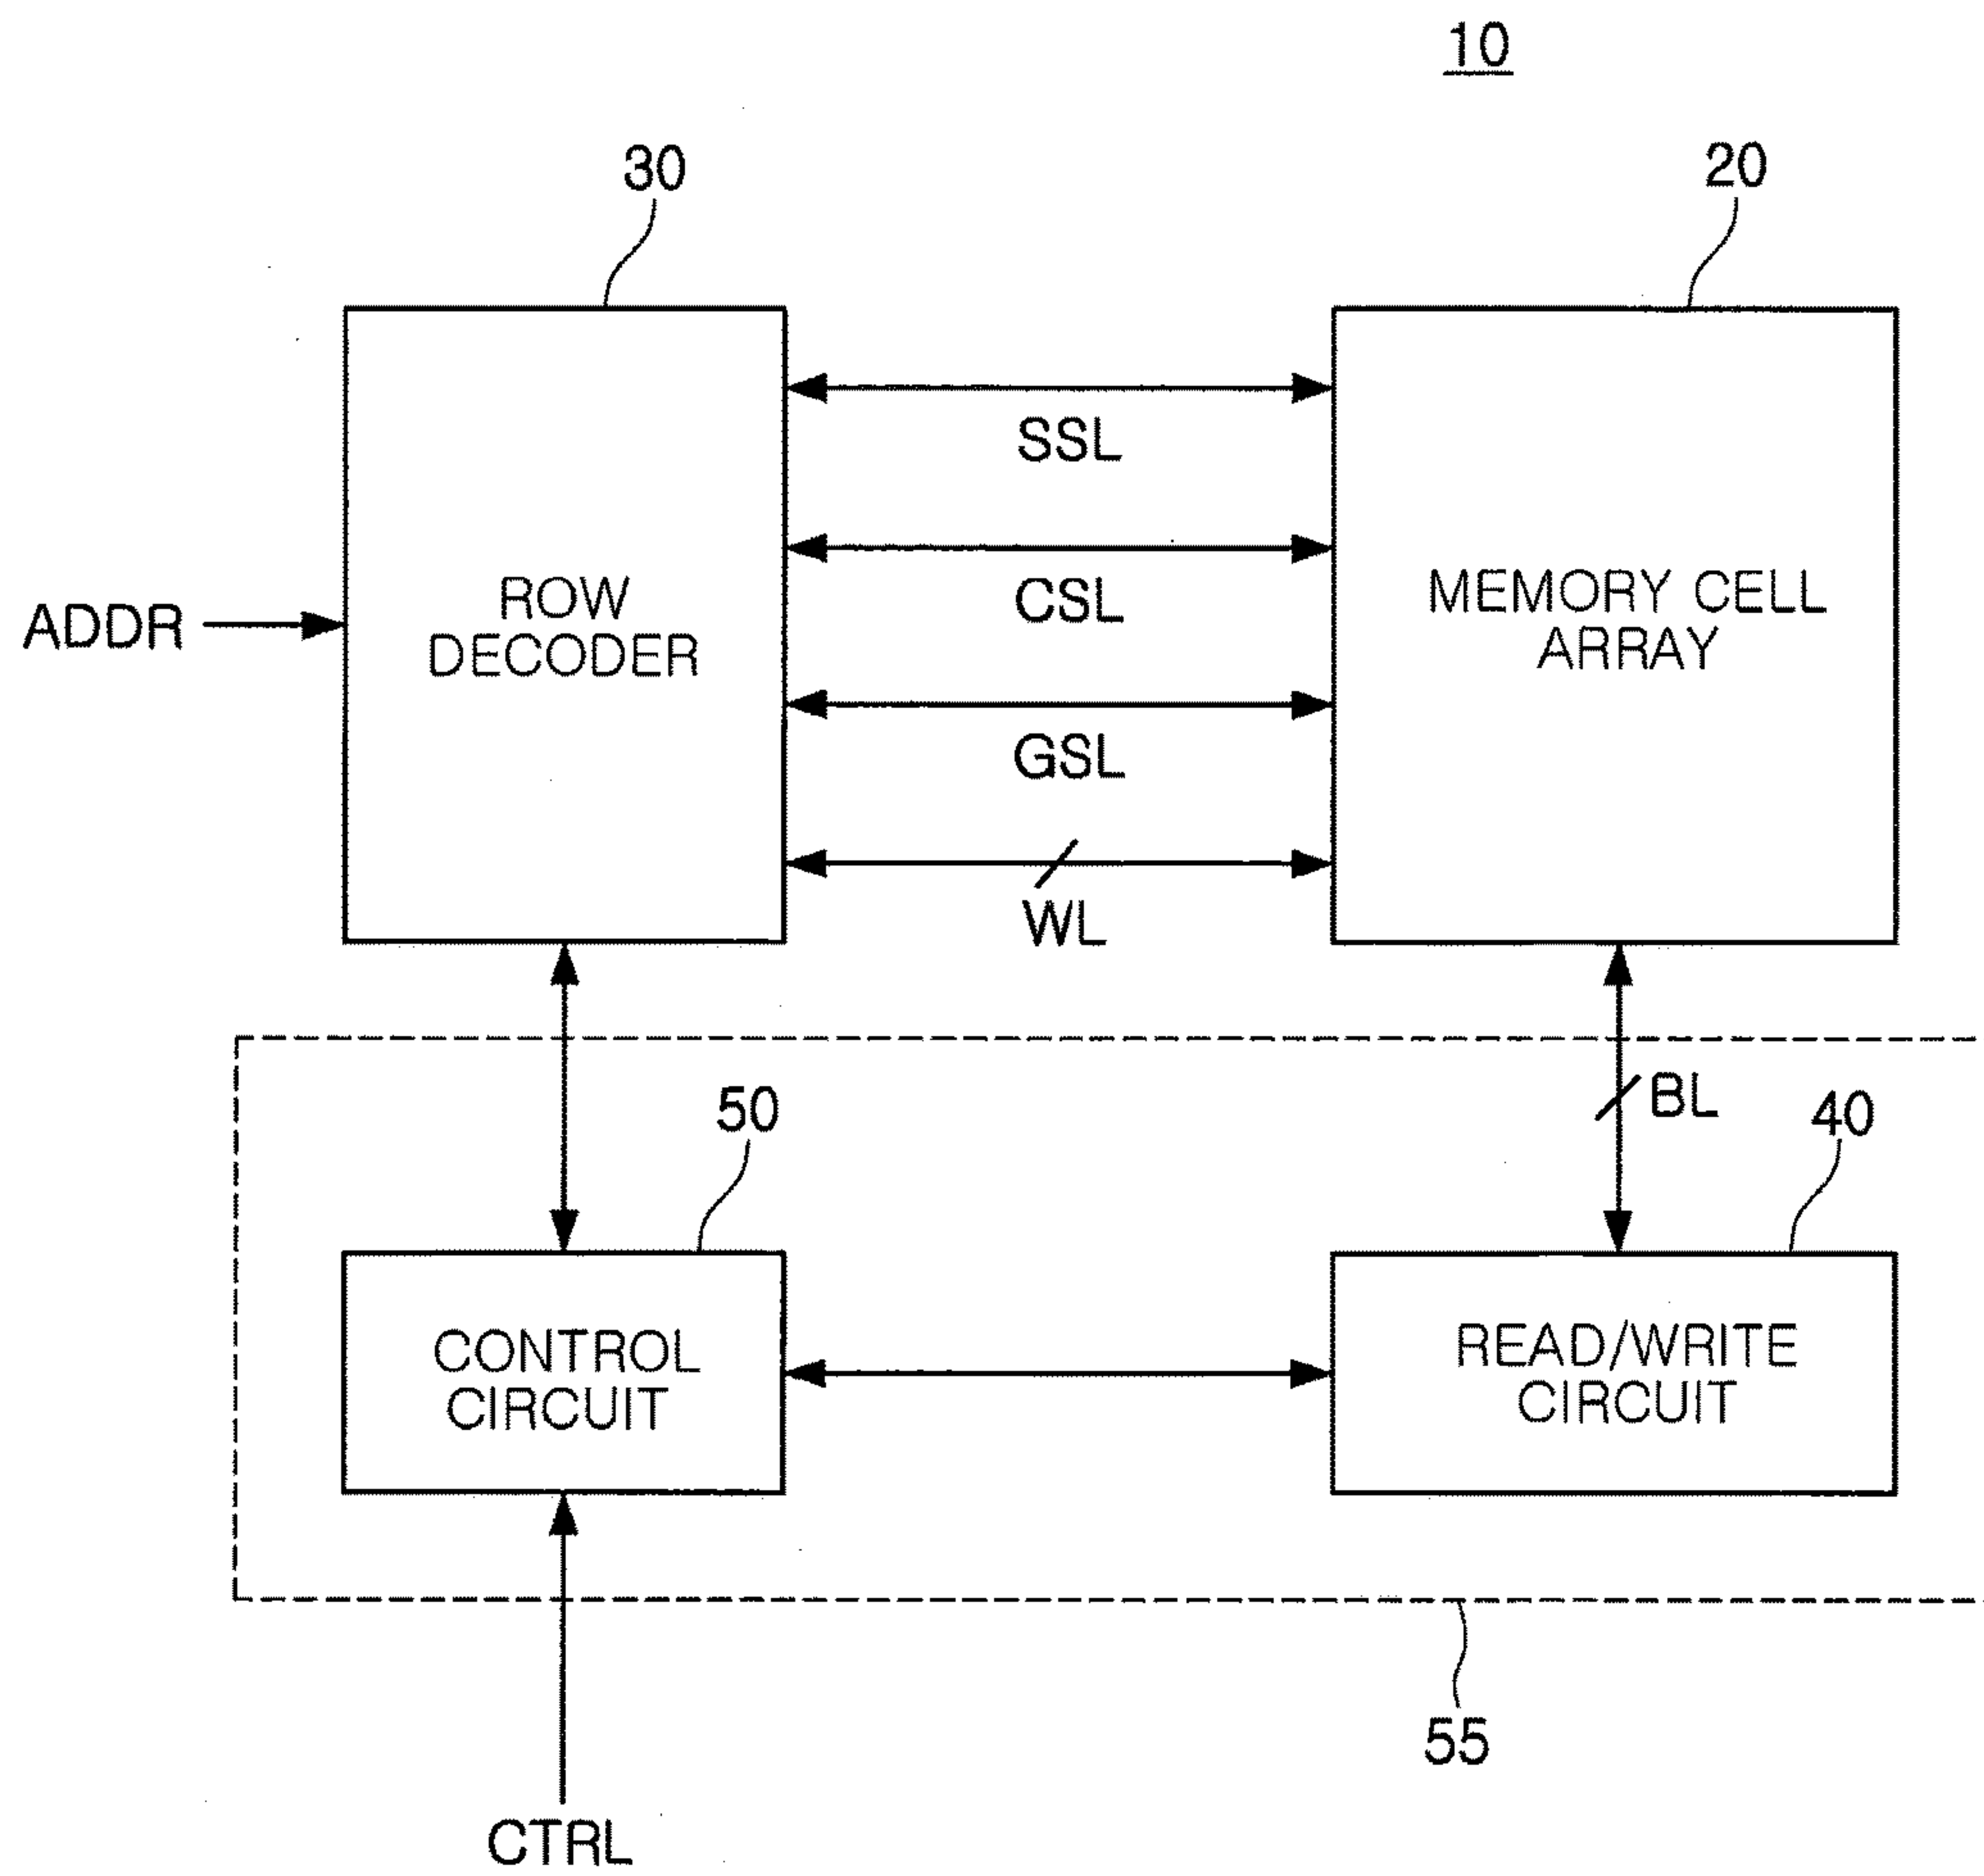 10
30
20
SSL
CSL
GSL
WL
ADDR
ROW
DECODER
MEMORY CELL
ARRAY
BL
50
40
CONTROL
CIRCUIT
READ/WRITE
CIRCUIT
55
CTRL